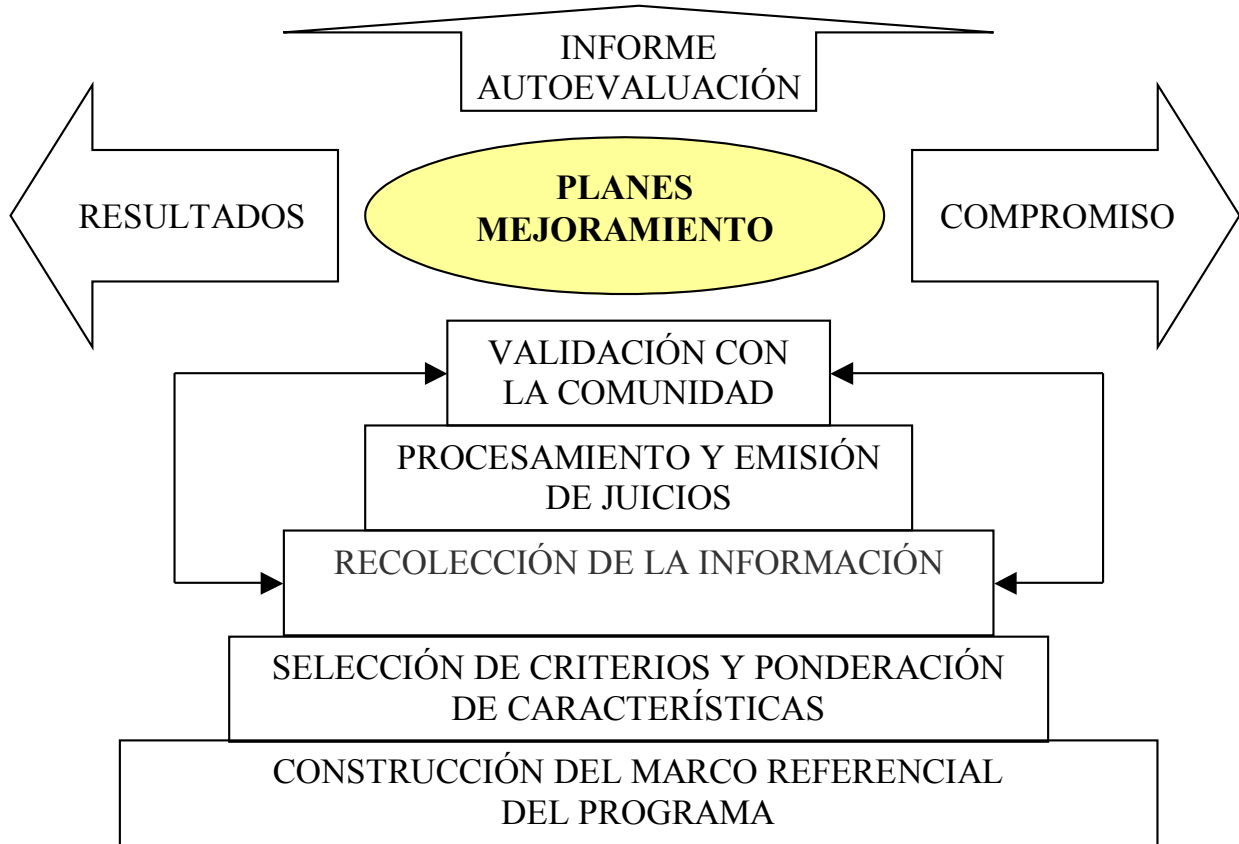 INFORME
AUTOEVALUACIÓN
RESULTADOS
PLANES
MEJORAMIENTO
COMPROMISO
VALIDACIÓN CON
LA COMUNIDAD
PROCESAMIENTO Y EMISIÓN
DE JUICIOS
RECOLECCIÓN DE LA INFORMACIÓN
SELECCIÓN DE CRITERIOS Y PONDERACIÓN
DE CARACTERÍSTICAS
CONSTRUCCIÓN DEL MARCO REFERENCIAL
DEL PROGRAMA